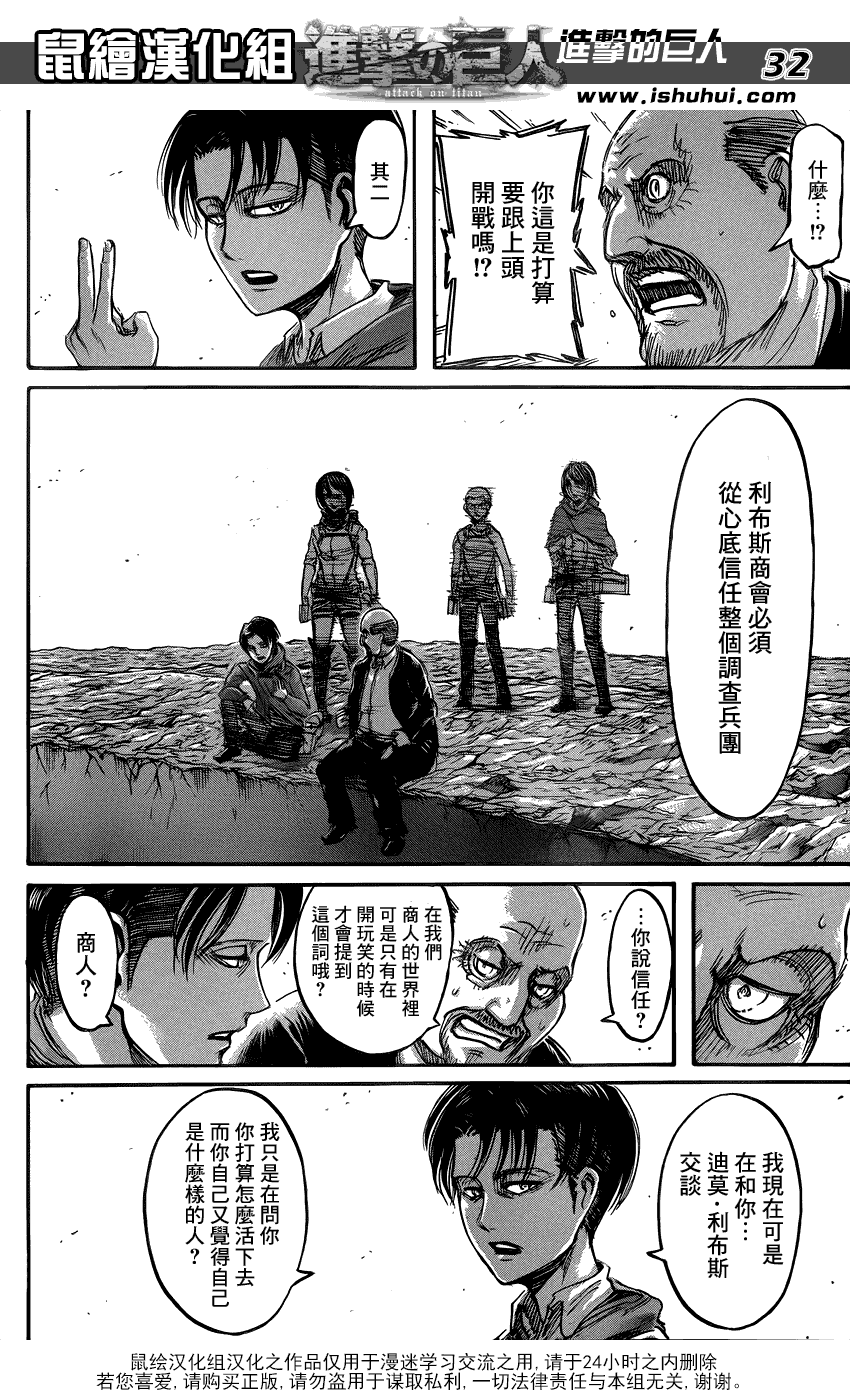 鼠繪漢化組
進撃の巨人
attack on titan
進擊的巨人
32
www.ishuhui.com
什麼…!?
你這是打算
要跟上頭
開戰嗎!?
其二
利布斯商會必須
從心底信任整個調查兵團
…你說信任？
在我們
商人的世界裡
可是只有在
開玩笑的時候
才會提到
這個詞哦？
商人？
我現在可是
在和你…
迪莫·利布斯
交談
我只是在問你
你打算怎麼活下去
而你自己又覺得自己
是什麼樣的人？
鼠绘汉化组汉化之作品仅用于漫迷学习交流之用, 请于24小时之内删除
若您喜爱, 请购买正版, 请勿盗用于谋取私利, 一切法律责任与本组无关, 谢谢.